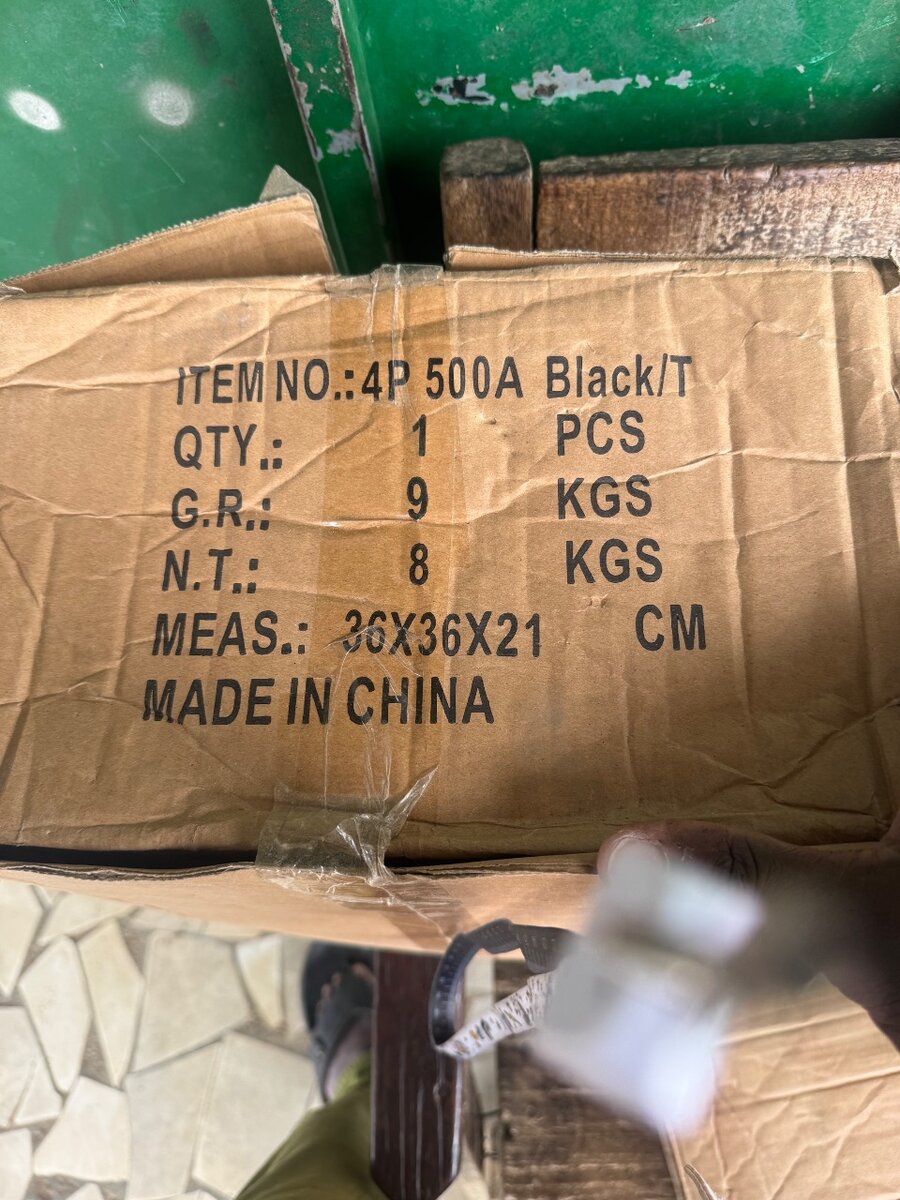 ITEM NO.: 4P 500A Black/T
QTY.: 1 PCS
G.R.: 9 KGS
N.T.: 8 KGS
MEAS.: 36X36X21 CM
MADE IN CHINA